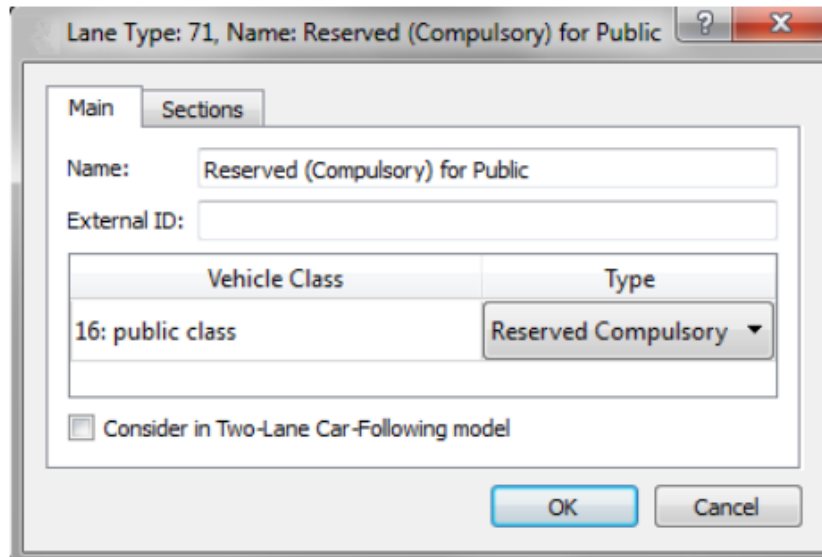 Lane Type: 71, Name: Reserved (Compulsory) for Public
Main Sections
Name: Reserved (Compulsory) for Public
External ID:
Vehicle Class Type
16: public class Reserved Compulsory
Consider in Two-Lane Car-Following model
OK Cancel